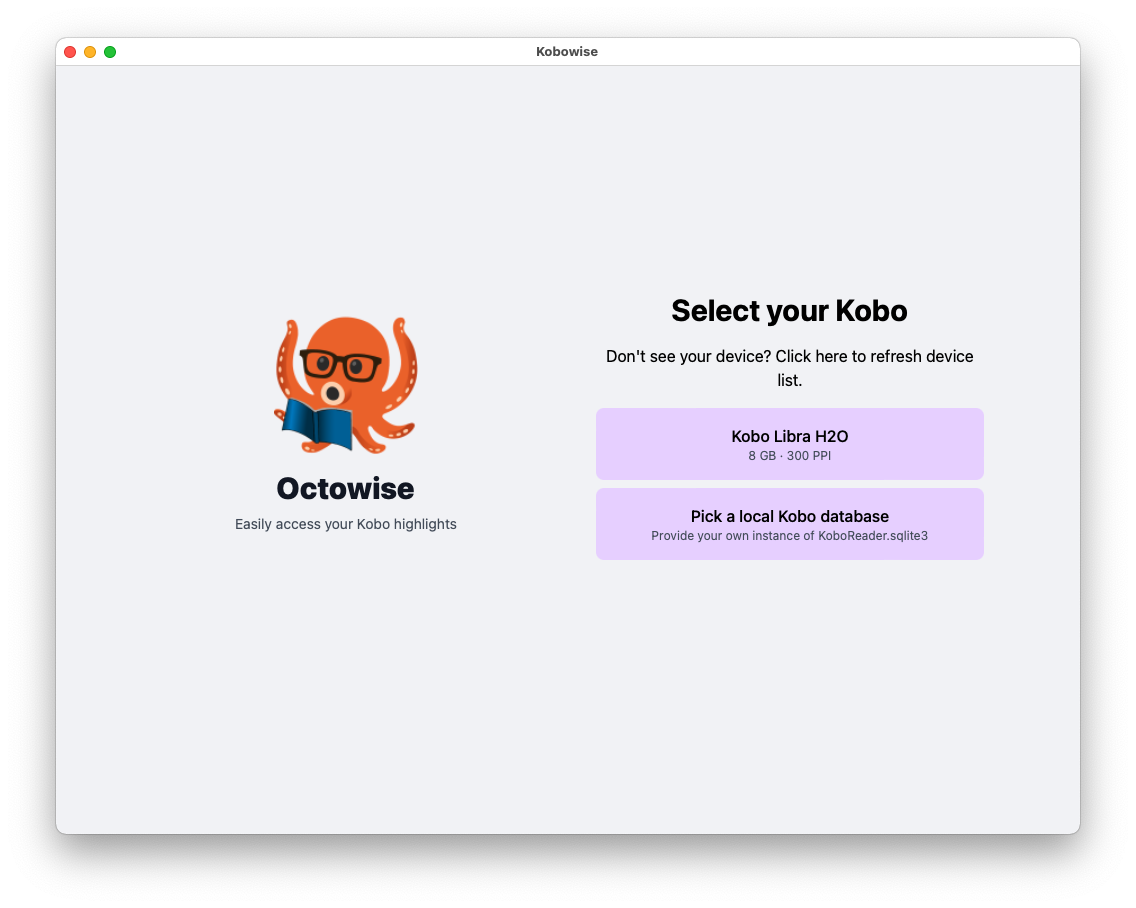 Kobowise
Octowise
Easily access your Kobo highlights
Select your Kobo
Don't see your device? Click here to refresh device
list.
Kobo Libra H2O
8 GB · 300 PPI
Pick a local Kobo database
Provide your own instance of KoboReader.sqlite3